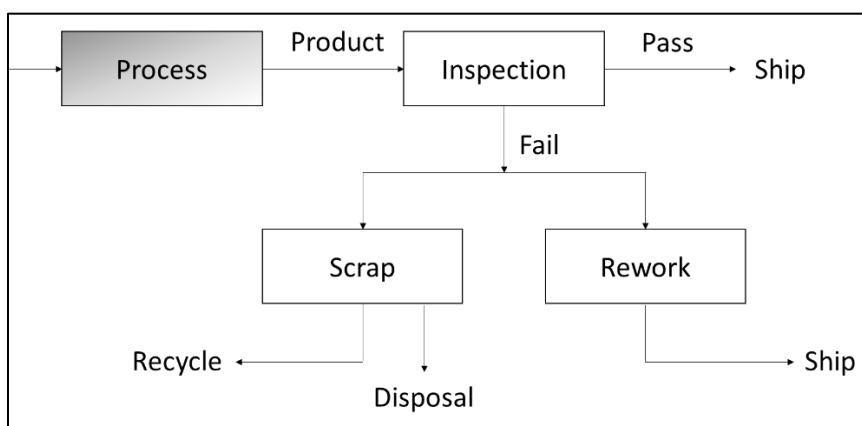 Process
Product
Inspection
Pass
Ship
Fail
Scrap
Rework
Recycle
Disposal
Ship